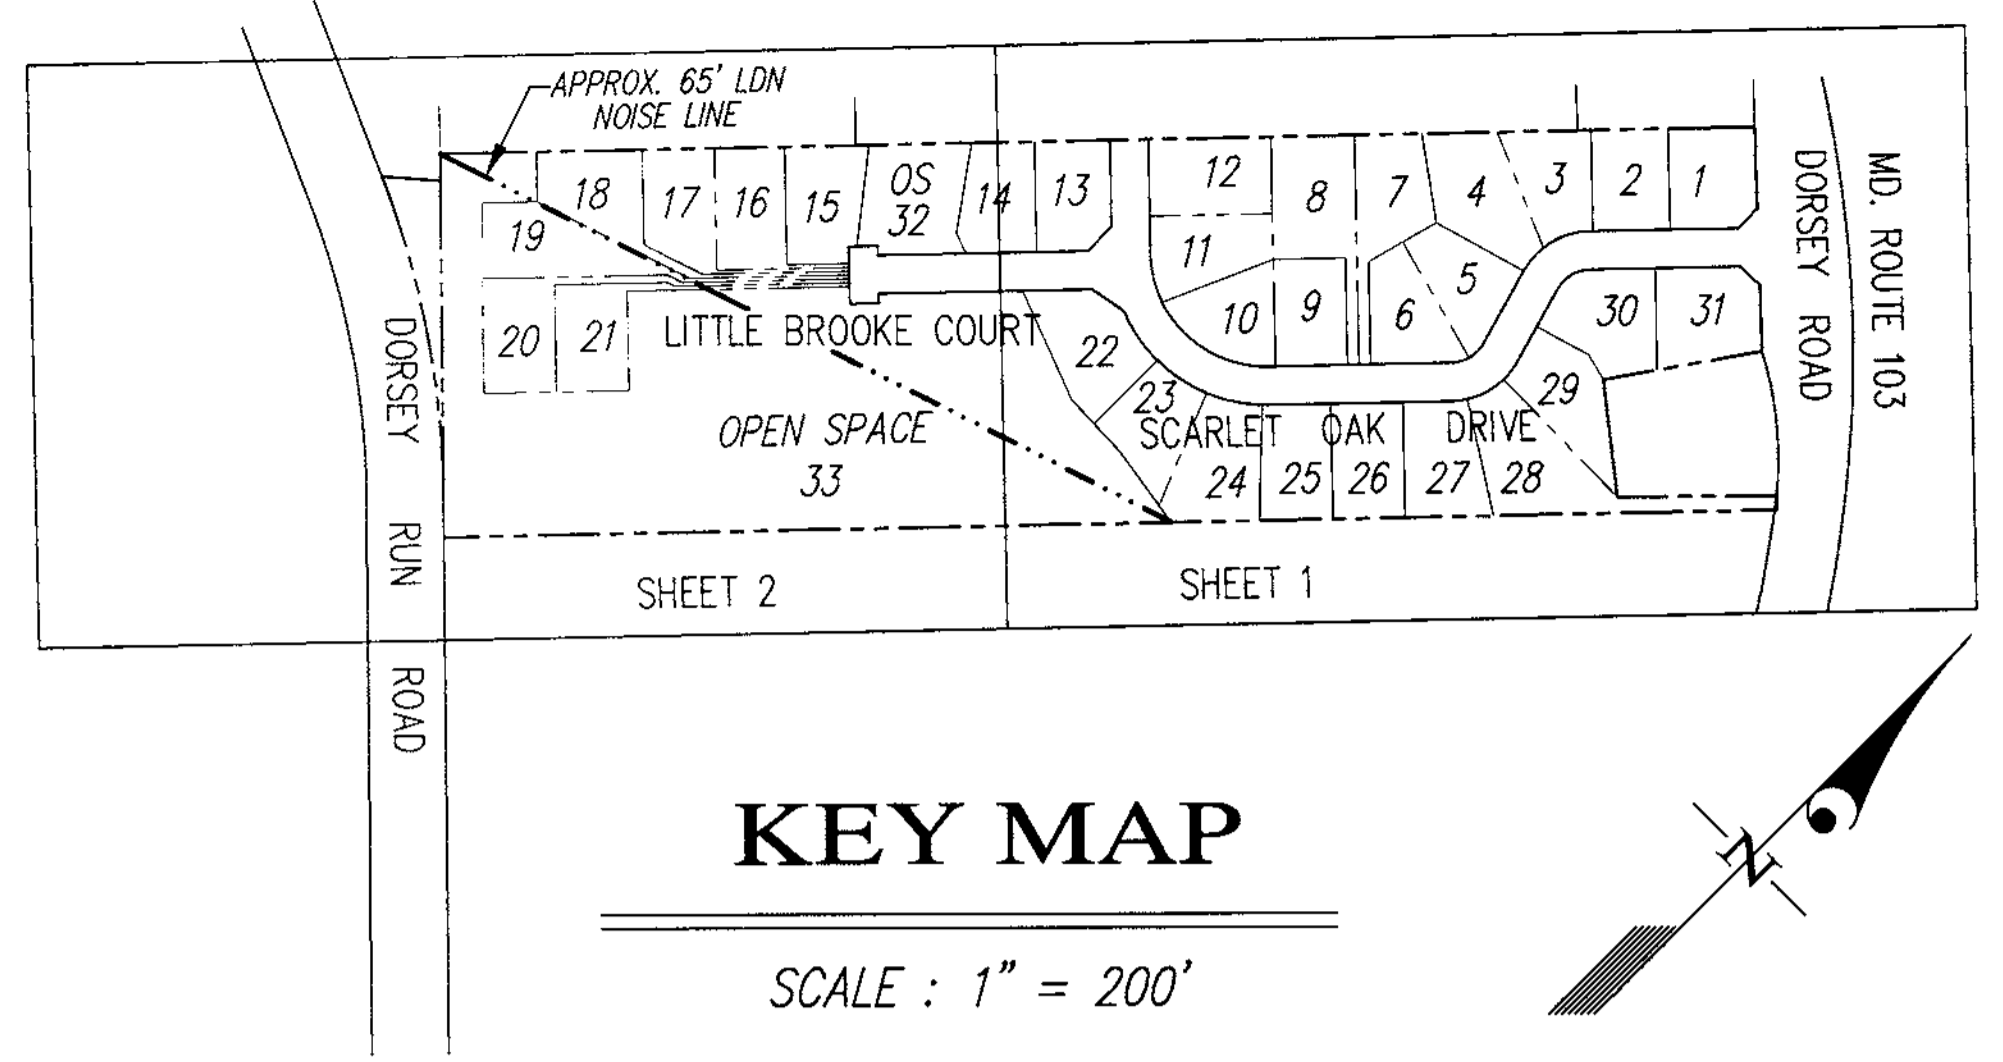 APPROX. 65' LDN
NOISE LINE
18
17
16
15
OS
32
14
13
12
8
7
4
3
2
1
19
11
20
21
10
9
6
5
30
31
LITTLE BROOKE COURT
22
23
29
OPEN SPACE
33
SCARLET OAK DRIVE
24
25
26
27
28
SHEET 2
SHEET 1
DORSEY RUN ROAD
DORSEY ROAD
MD. ROUTE 103
KEY MAP
SCALE : 1" = 200'
N